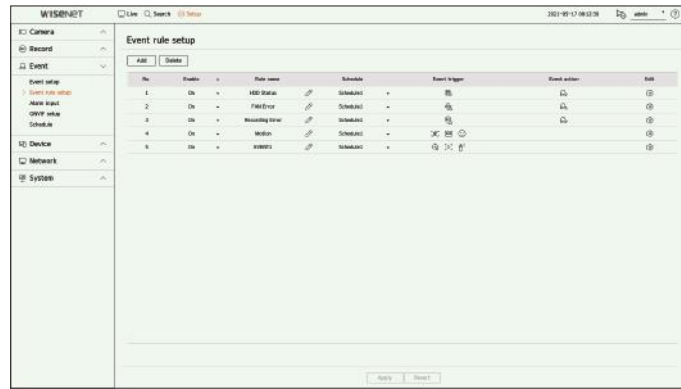 WISENET
Live Search Setup
2021-05-17 08:12:38 admin
Camera
Record
Event
Event setup
Event rule setup
Alarm input
ONVIF setup
Schedule
Device
Network
System
Event rule setup
Add Delete
No Enable Rule name Schedule Event trigger Event action Edit
1 On HDD Status Schedule1
2 On FAN Error Schedule1
3 On Recording Error Schedule1
4 On Motion Schedule1
5 On EVENT1 Schedule1
Apply Revert